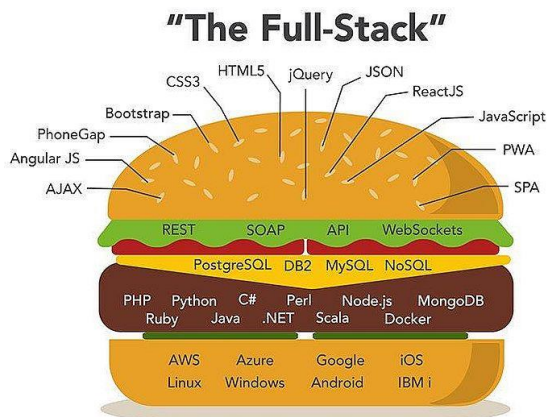 "The Full-Stack"
HTML5 jQuery JSON
CSS3 ReactJS
Bootstrap JavaScript
PhoneGap PWA
Angular JS
AJAX SPA
REST SOAP API WebSockets
PostgreSQL DB2 MySQL NoSQL
PHP Python C# Perl Node.js MongoDB
Ruby Java .NET Scala Docker
AWS Azure Google iOS
Linux Windows Android IBM i